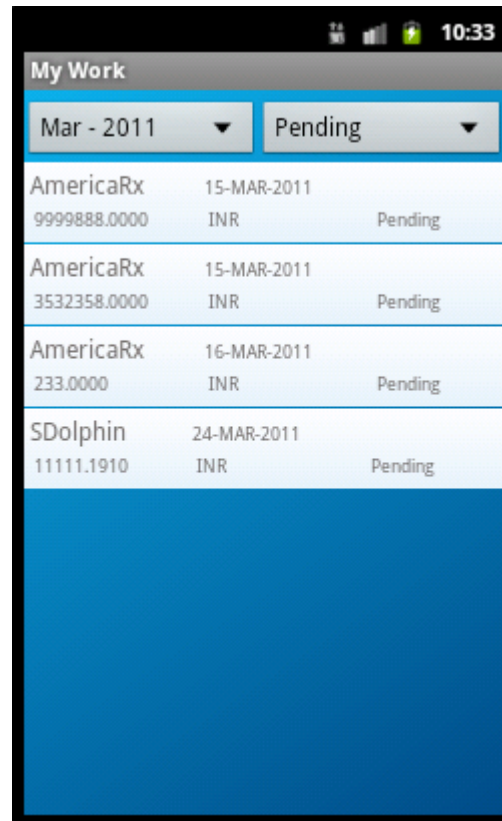 10:33
My Work
Mar - 2011 Pending
AmericaRx 15-MAR-2011
9999888.0000 INR Pending
AmericaRx 15-MAR-2011
3532358.0000 INR Pending
AmericaRx 16-MAR-2011
233.0000 INR Pending
SDolphin 24-MAR-2011
11111.1910 INR Pending